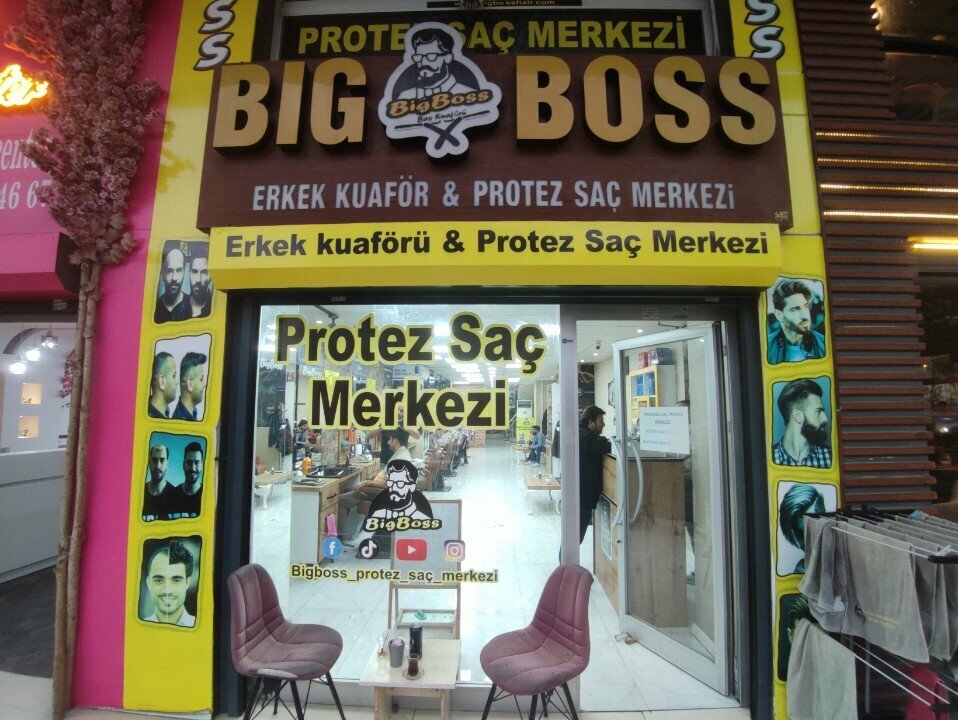 PROTEZ SAÇ MERKEZİ
BIG BOSS
BigBoss
Bay Kuaförü
ERKEK KUAFÖR & PROTEZ SAÇ MERKEZİ
Erkek kuaförü & Protez Saç Merkezi
Protez Saç
Merkezi
BigBoss
Bigboss_protez_saç_merkezi